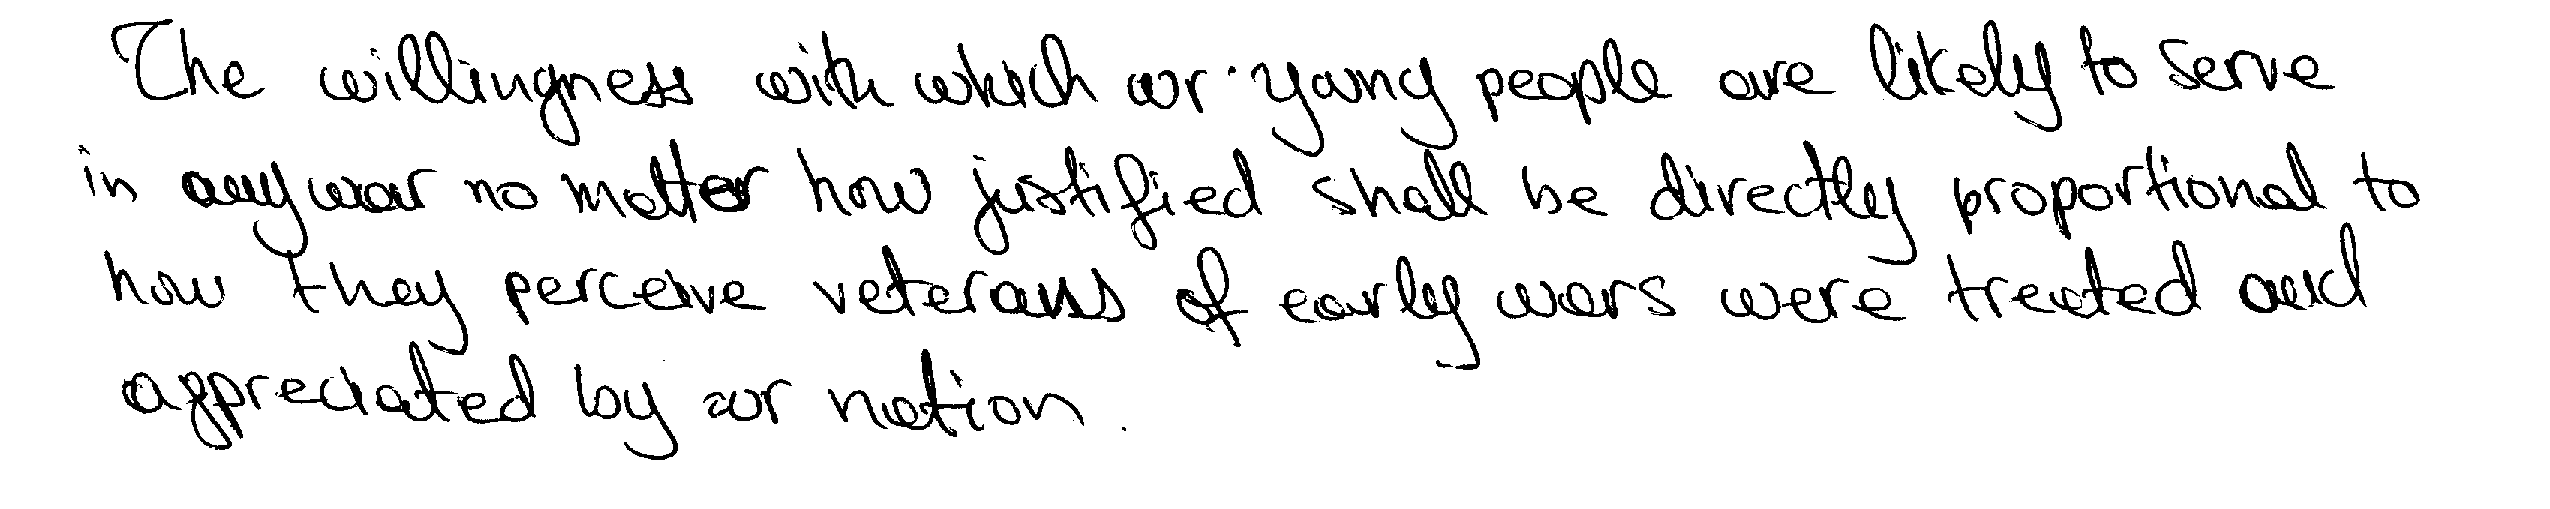 The willingness with which our young people are likely to serve
in any war no matter how justified shall be directly proportional to
how they perceive veterans of early wars were treated and
appreciated by our nation.